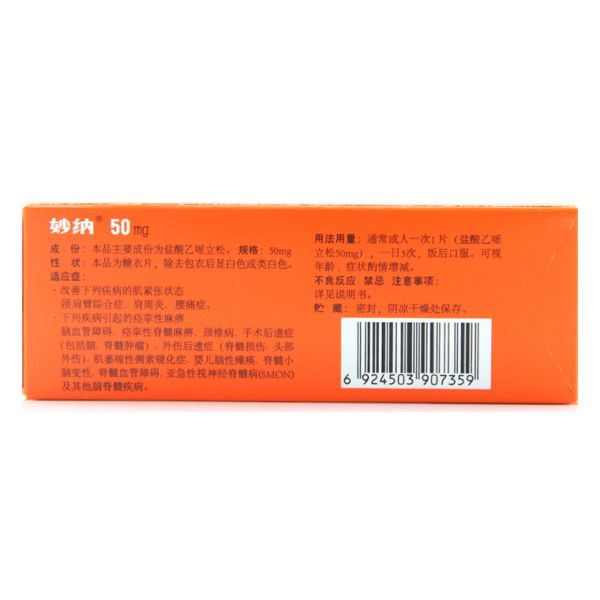 妙纳® 50mg
成 份：本品主要成份为盐酸乙哌立松。规格：50mg
性 状：本品为糖衣片，除去包衣后显白色或类白色。
适应症：
·改善下列疾病的肌紧张状态
颈肩臂综合症．肩周炎．腰痛症。
·下列疾病引起的痉挛性麻痹
脑血管障碍．痉挛性脊髓麻痹．颈椎病．手术后遗症
(包括脑．脊髓肿瘤)．外伤后遗症（脊髓损伤．头部
外伤)．肌萎缩性侧素硬化症．婴儿脑性瘫痪．脊髓小
脑变性．脊髓血管障碍．亚急性视神经脊髓病(SMON)
及其他脑脊髓疾病。
用法用量：通常成人一次1片（盐酸乙哌
立松50mg），一日3次，饭后口服。可视
年龄．症状酌情增减。
不良反应．禁忌．注意事项：
详见说明书。
贮 藏：密封，阴凉干燥处保存。
6 924503 907359